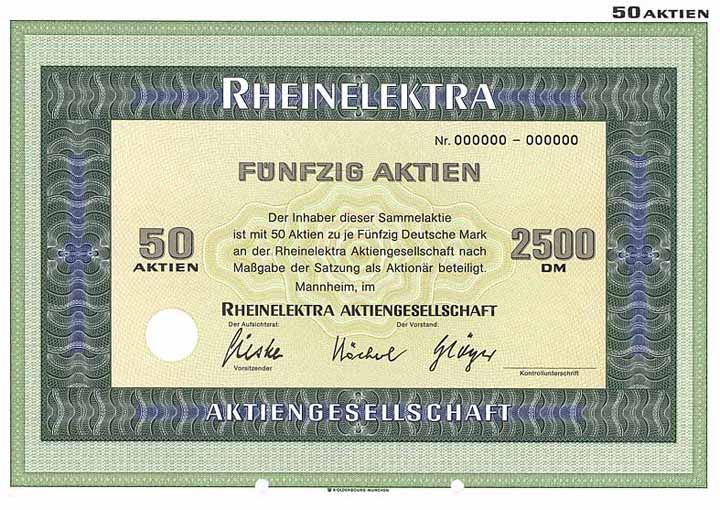 50 AKTIEN
RHEINELEKTRA
Nr. 000000 – 000000
FÜNFZIG AKTIEN
50
AKTIEN
Der Inhaber dieser Sammelaktie
ist mit 50 Aktien zu je Fünfzig Deutsche Mark
an der Rheinelektra Aktiengesellschaft nach
Maßgabe der Satzung als Aktionär beteiligt.
2500
DM
Mannheim, im
RHEINELEKTRA AKTIENGESELLSCHAFT
Der Aufsichtsrat:
Der Vorstand:
Vorsitzender
Kontrollunterschrift
AKTIENGESELLSCHAFT
R. OLDENBOURG MÜNCHEN